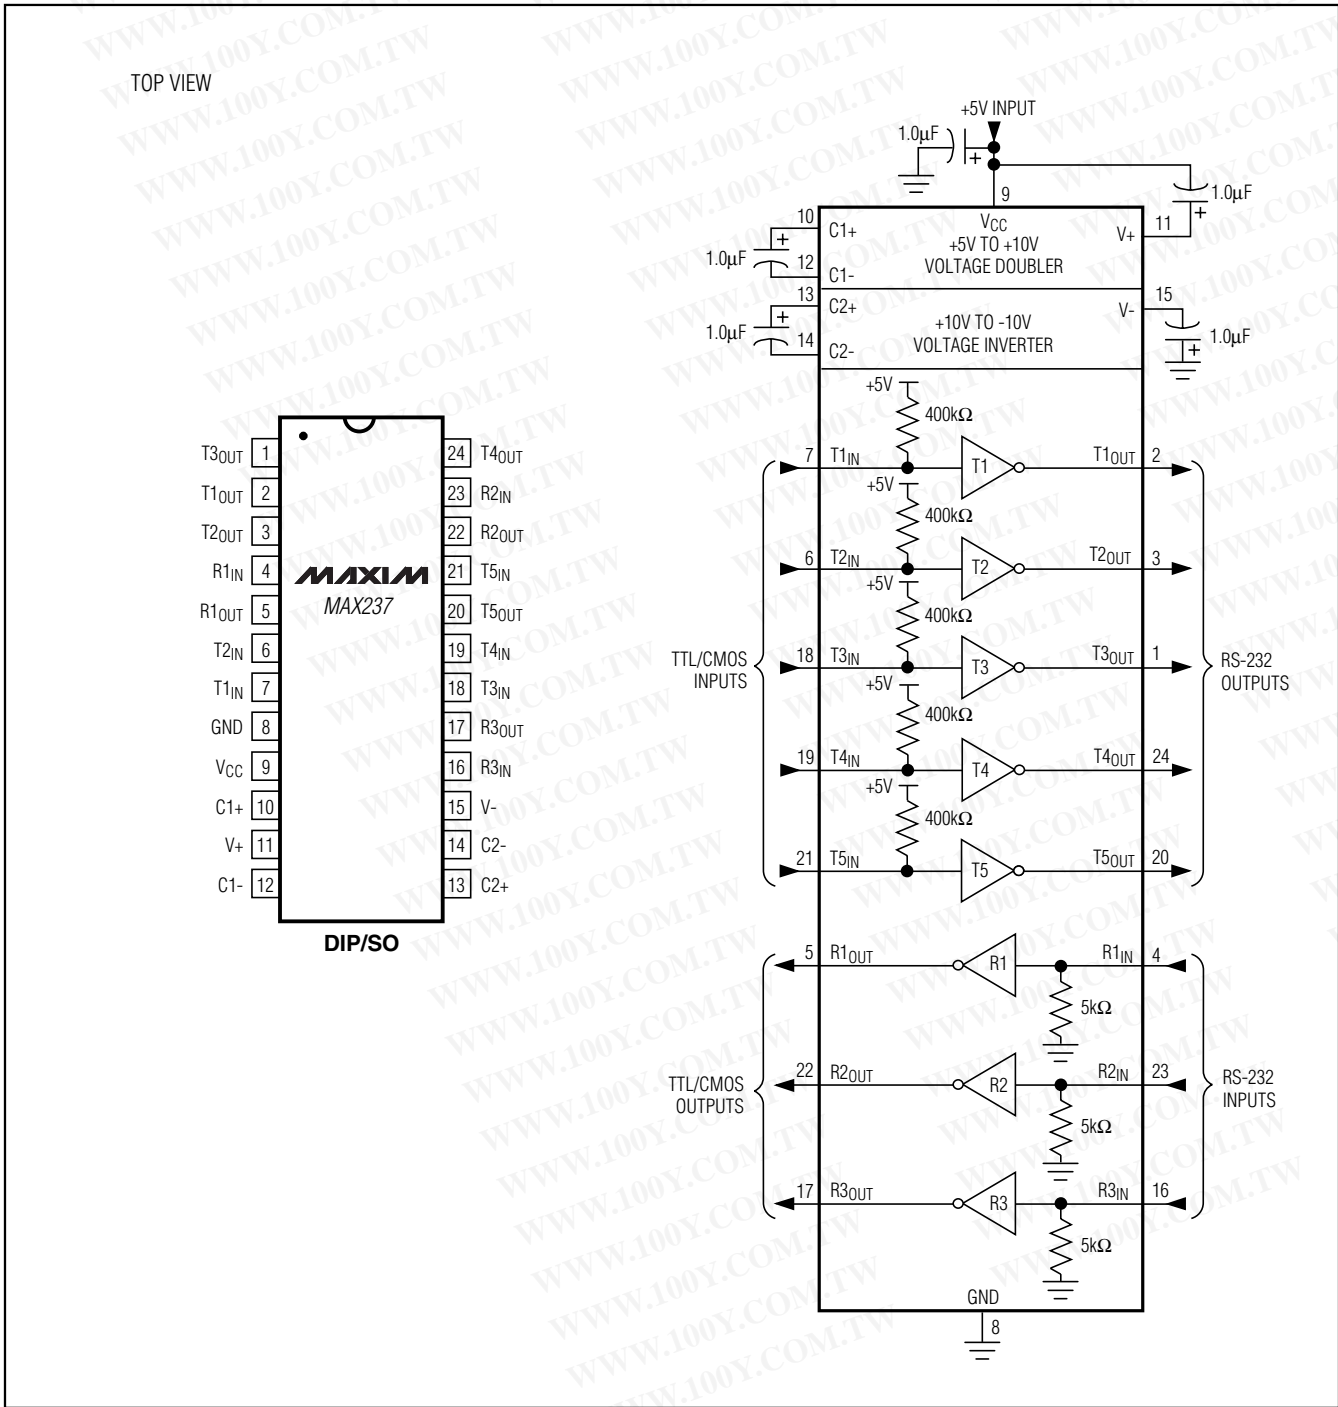 TOP VIEW
+5V INPUT
1.0µF
1.0µF
9
10
C1+
VCC
+5V TO +10V
VOLTAGE DOUBLER
V+
11
1.0µF
12
C1-
13
C2+
+10V TO -10V
VOLTAGE INVERTER
V-
15
1.0µF
14
C2-
1.0µF
+5V
400kΩ
7
T1IN
T1
T1OUT
2
+5V
400kΩ
6
T2IN
T2
T2OUT
3
+5V
400kΩ
TTL/CMOS
INPUTS
18
T3IN
T3
T3OUT
1
RS-232
OUTPUTS
+5V
400kΩ
19
T4IN
T4
T4OUT
24
+5V
400kΩ
21
T5IN
T5
T5OUT
20
5
R1OUT
R1
R1IN
4
5kΩ
TTL/CMOS
OUTPUTS
22
R2OUT
R2
R2IN
23
RS-232
INPUTS
5kΩ
17
R3OUT
R3
R3IN
16
5kΩ
GND
8
T3OUT 1
T1OUT 2
T2OUT 3
R1IN 4
R1OUT 5
T2IN 6
T1IN 7
GND 8
VCC 9
C1+ 10
V+ 11
C1- 12
MAXIM
MAX237
24 T4OUT
23 R2IN
22 R2OUT
21 T5IN
20 T5OUT
19 T4IN
18 T3IN
17 R3OUT
16 R3IN
15 V-
14 C2-
13 C2+
DIP/SO
WWW.100Y.COM.TW